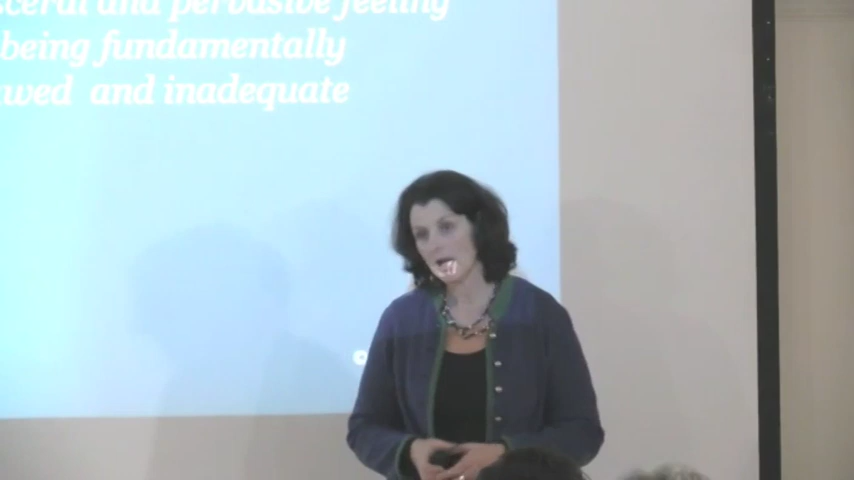 and pervasive feeling
being fundamentally
and inadequate